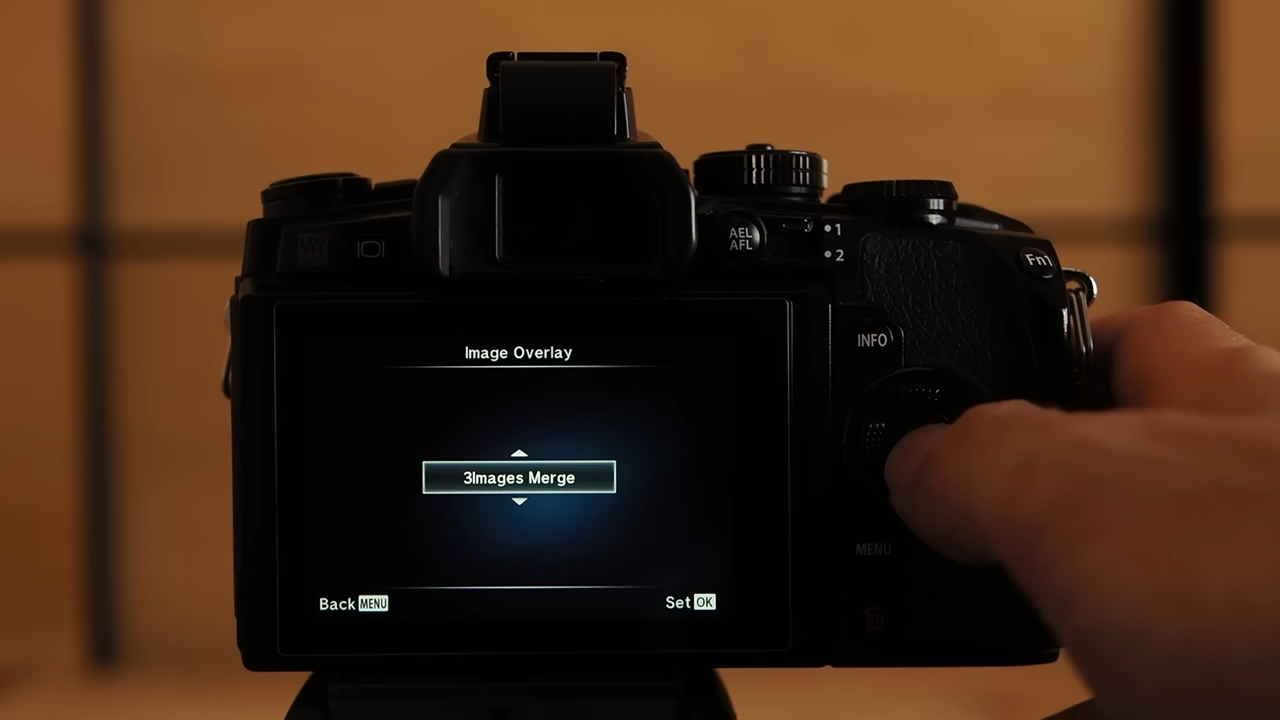 AEL
AFL
1
2
Fn1
INFO
Image Overlay
3Images Merge
MENU
Back MENU
Set OK